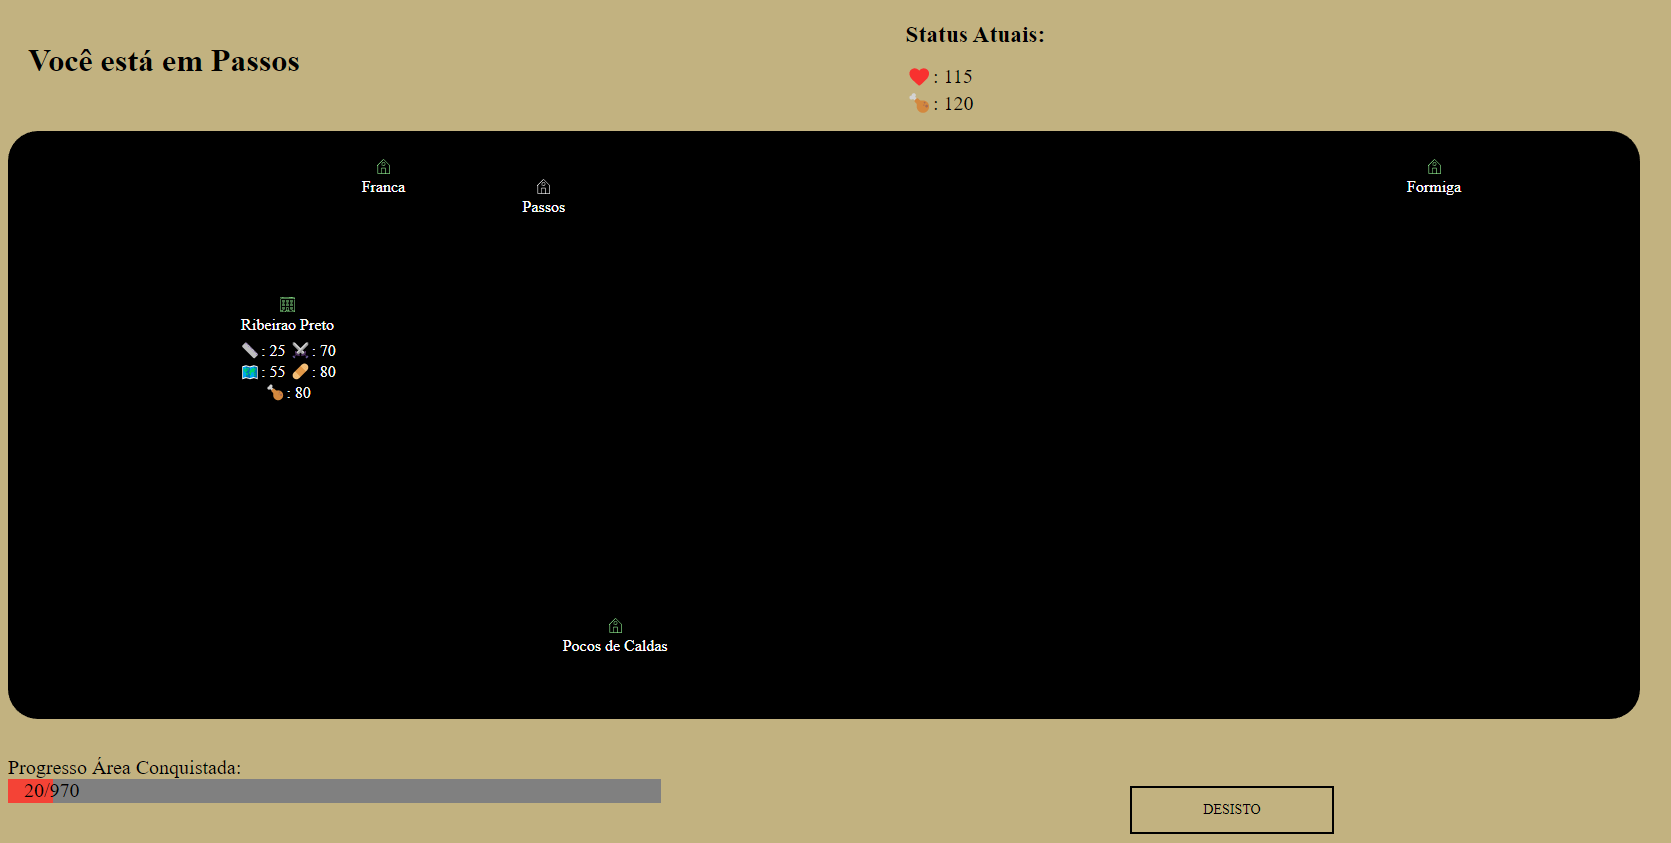 Você está em Passos
Status Atuais:
: 115
: 120
Franca
Passos
Formiga
Ribeirao Preto
: 25 : 70
: 55 : 80
: 80
Pocos de Caldas
Progresso Área Conquistada:
20/970
DESISTO